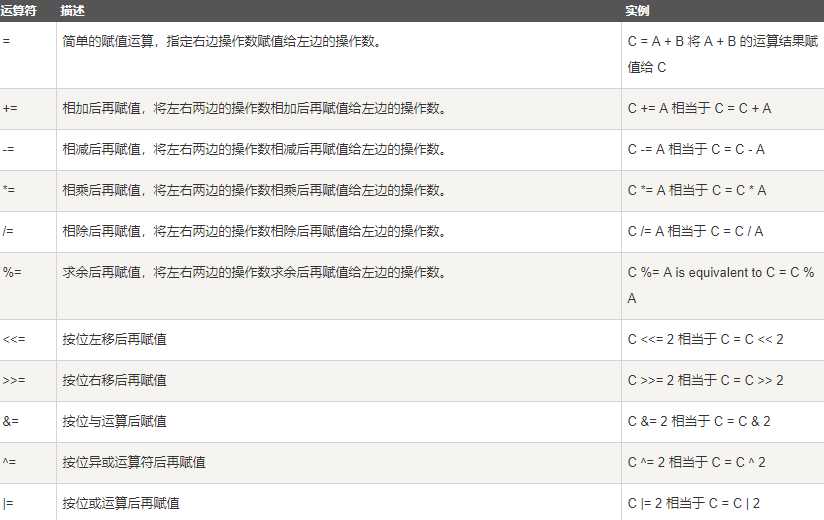 运算符 描述 实例
= 简单的赋值运算，指定右边操作数赋值给左边的操作数。 C = A + B 将 A + B 的运算结果赋
值给 C
+= 相加后再赋值，将左右两边的操作数相加后再赋值给左边的操作数。 C += A 相当于 C = C + A
-= 相减后再赋值，将左右两边的操作数相减后再赋值给左边的操作数。 C -= A 相当于 C = C - A
*= 相乘后再赋值，将左右两边的操作数相乘后再赋值给左边的操作数。 C *= A 相当于 C = C * A
/= 相除后再赋值，将左右两边的操作数相除后再赋值给左边的操作数。 C /= A 相当于 C = C / A
%= 求余后再赋值，将左右两边的操作数求余后再赋值给左边的操作数。 C %= A is equivalent to C = C %
A
<<= 按位左移后再赋值 C <<= 2 相当于 C = C << 2
>>= 按位右移后再赋值 C >>= 2 相当于 C = C >> 2
&= 按位与运算后赋值 C &= 2 相当于 C = C & 2
^= 按位异或运算符后再赋值 C ^= 2 相当于 C = C ^ 2
|= 按位或运算后再赋值 C |= 2 相当于 C = C | 2